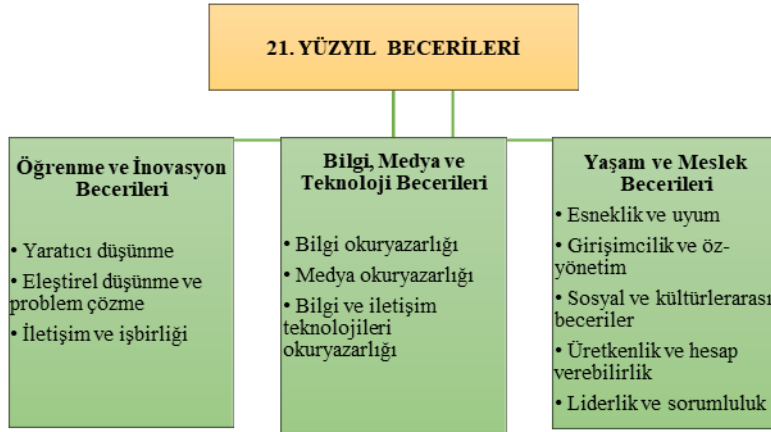 21. YÜZYIL BECERİLERİ
Öğrenme ve İnovasyon
Becerileri
• Yaratıcı düşünme
• Eleştirel düşünme ve
problem çözme
• İletişim ve işbirliği
Bilgi, Medya ve
Teknoloji Becerileri
• Bilgi okuryazarlığı
• Medya okuryazarlığı
• Bilgi ve iletişim
teknolojileri
okuryazarlığı
Yaşam ve Meslek
Becerileri
• Esneklik ve uyum
• Girişimcilik ve öz-
yönetim
• Sosyal ve kültürlerarası
beceriler
• Üretkenlik ve hesap
verebilirlik
• Liderlik ve sorumluluk